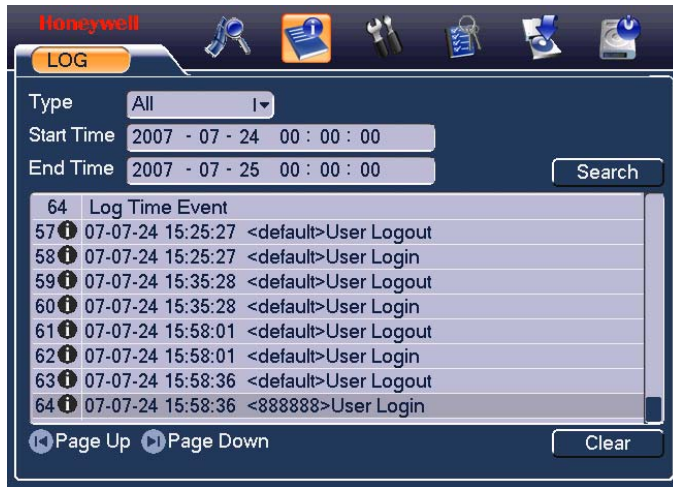 Honeywell
LOG
Type All
Start Time 2007 - 07 - 24 00 : 00 : 00
End Time 2007 - 07 - 25 00 : 00 : 00
Search
64 Log Time Event
57 07-07-24 15:25:27 <default>User Logout
58 07-07-24 15:25:27 <default>User Login
59 07-07-24 15:35:28 <default>User Logout
60 07-07-24 15:35:28 <default>User Login
61 07-07-24 15:58:01 <default>User Logout
62 07-07-24 15:58:01 <default>User Login
63 07-07-24 15:58:36 <default>User Logout
64 07-07-24 15:58:36 <888888>User Login
Page Up Page Down Clear